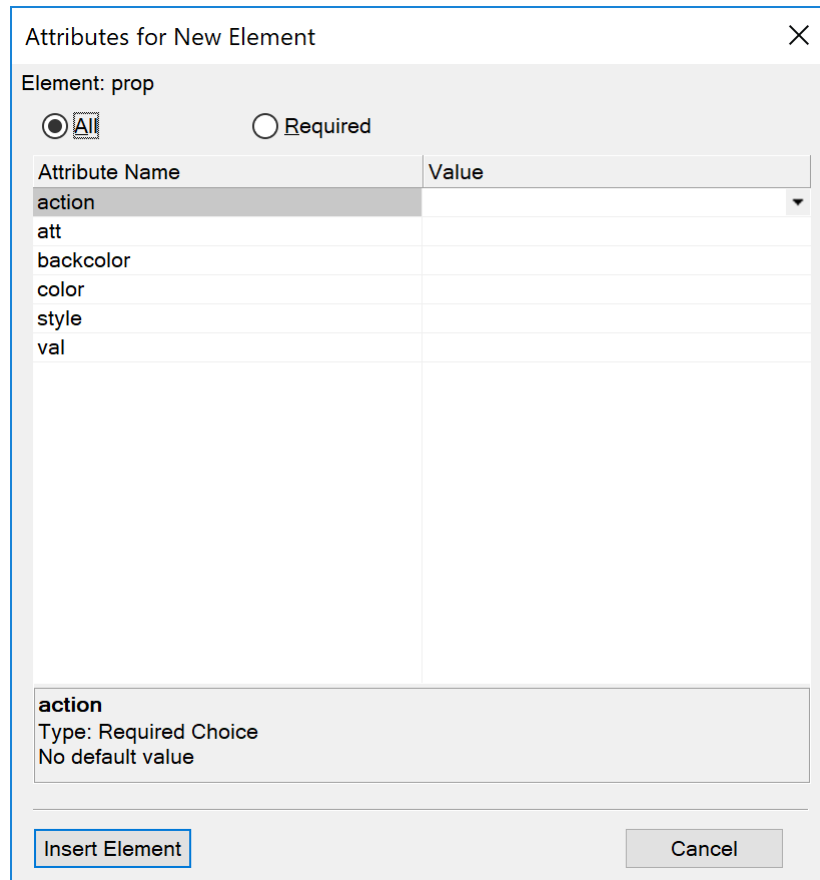 Attributes for New Element
Element: prop
All Required
Attribute Name Value
action
att
backcolor
color
style
val
action
Type: Required Choice
No default value
Insert Element Cancel